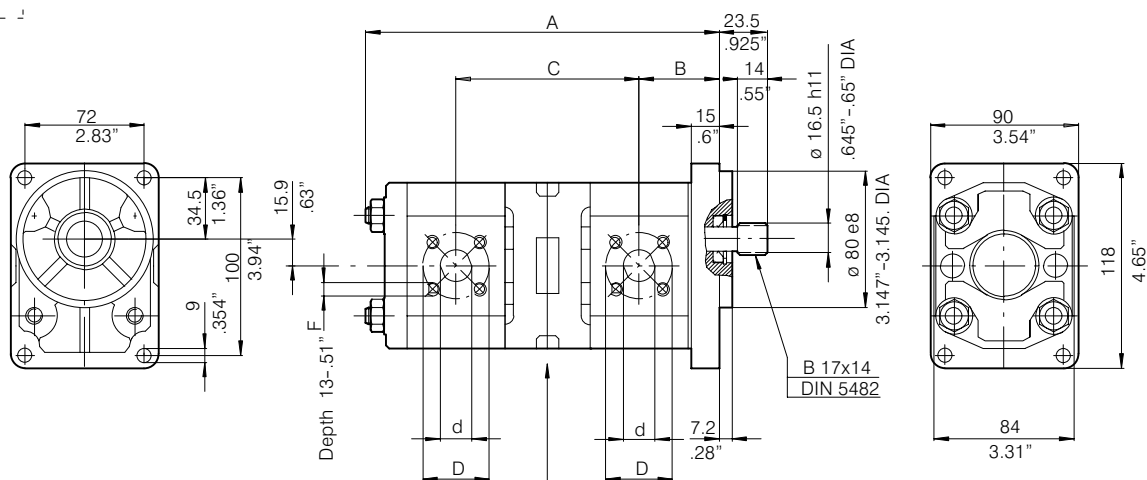 A
23.5
.925"
C
B
14
.55"
15
.6"
ø 16.5 h11
.645"-.65" DIA
72
2.83"
90
3.54"
34.5
1.36"
15.9
.63"
100
3.94"
9
.354"
ø 80 e8
3.147"-3.145. DIA
118
4.65"
Depth 13-.51" F
B 17x14
DIN 5482
d
d
7.2
.28"
84
3.31"
D
D